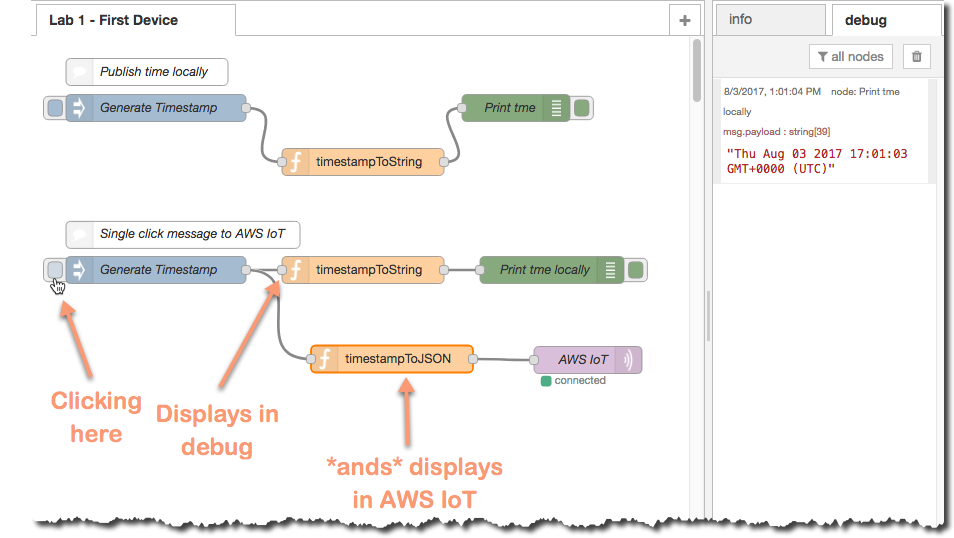 Lab 1 - First Device
+
info
debug
all nodes
Publish time locally
Generate Timestamp
Print tme
timestampToString
8/3/2017, 1:01:04 PM node: Print tme
locally
msg.payload : string[39]
"Thu Aug 03 2017 17:01:03
GMT+0000 (UTC)"
Single click message to AWS IoT
Generate Timestamp
timestampToString
Print tme locally
timestampToJSON
AWS IoT
connected
Clicking
here
Displays in
debug
*ands* displays
in AWS IoT